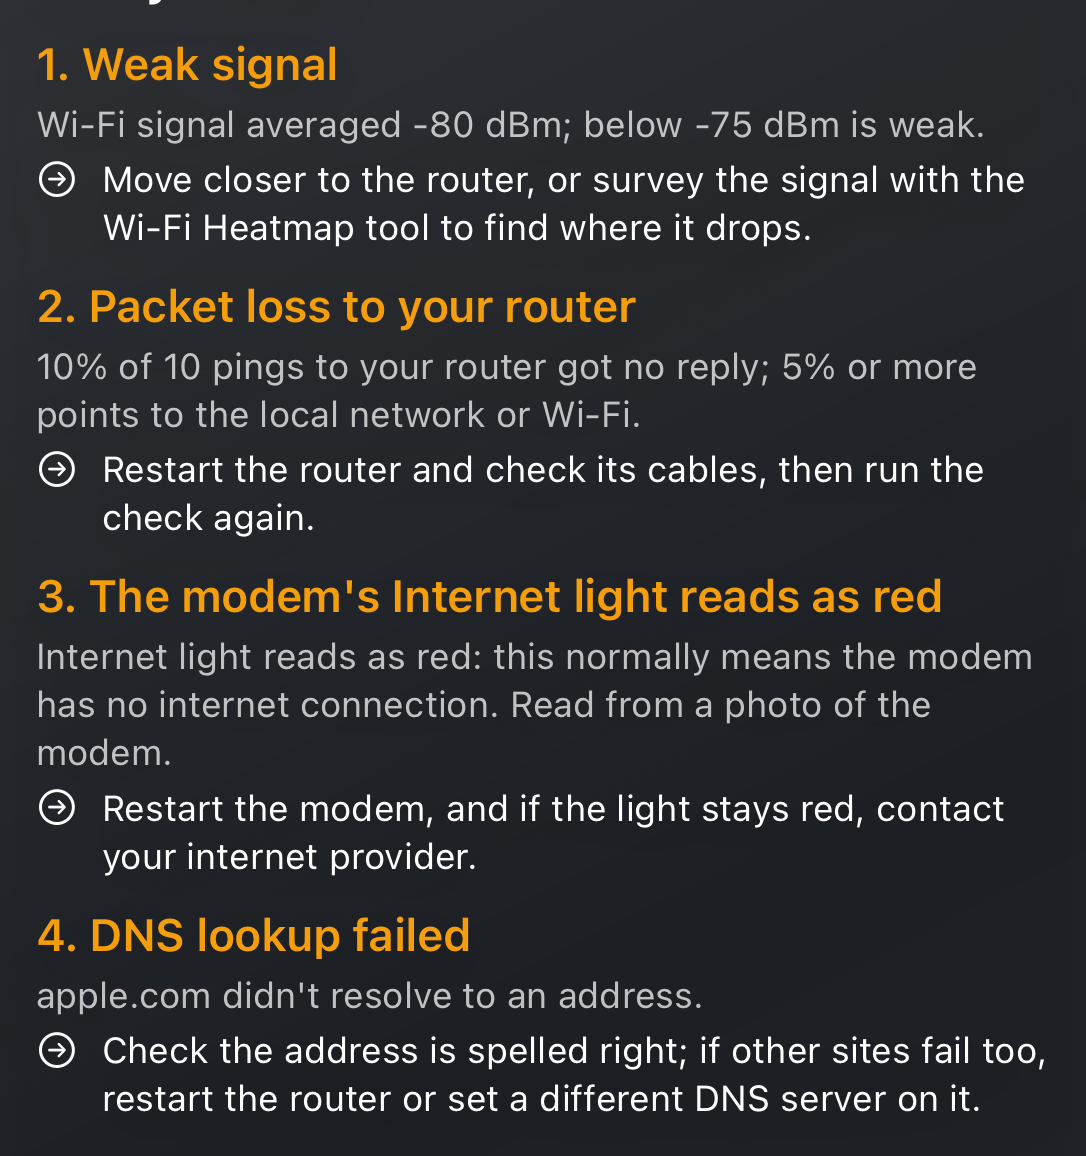 1. Weak signal
Wi-Fi signal averaged -80 dBm; below -75 dBm is weak.
Move closer to the router, or survey the signal with the
Wi-Fi Heatmap tool to find where it drops.
2. Packet loss to your router
10% of 10 pings to your router got no reply; 5% or more
points to the local network or Wi-Fi.
Restart the router and check its cables, then run the
check again.
3. The modem's Internet light reads as red
Internet light reads as red: this normally means the modem
has no internet connection. Read from a photo of the
modem.
Restart the modem, and if the light stays red, contact
your internet provider.
4. DNS lookup failed
apple.com didn't resolve to an address.
Check the address is spelled right; if other sites fail too,
restart the router or set a different DNS server on it.